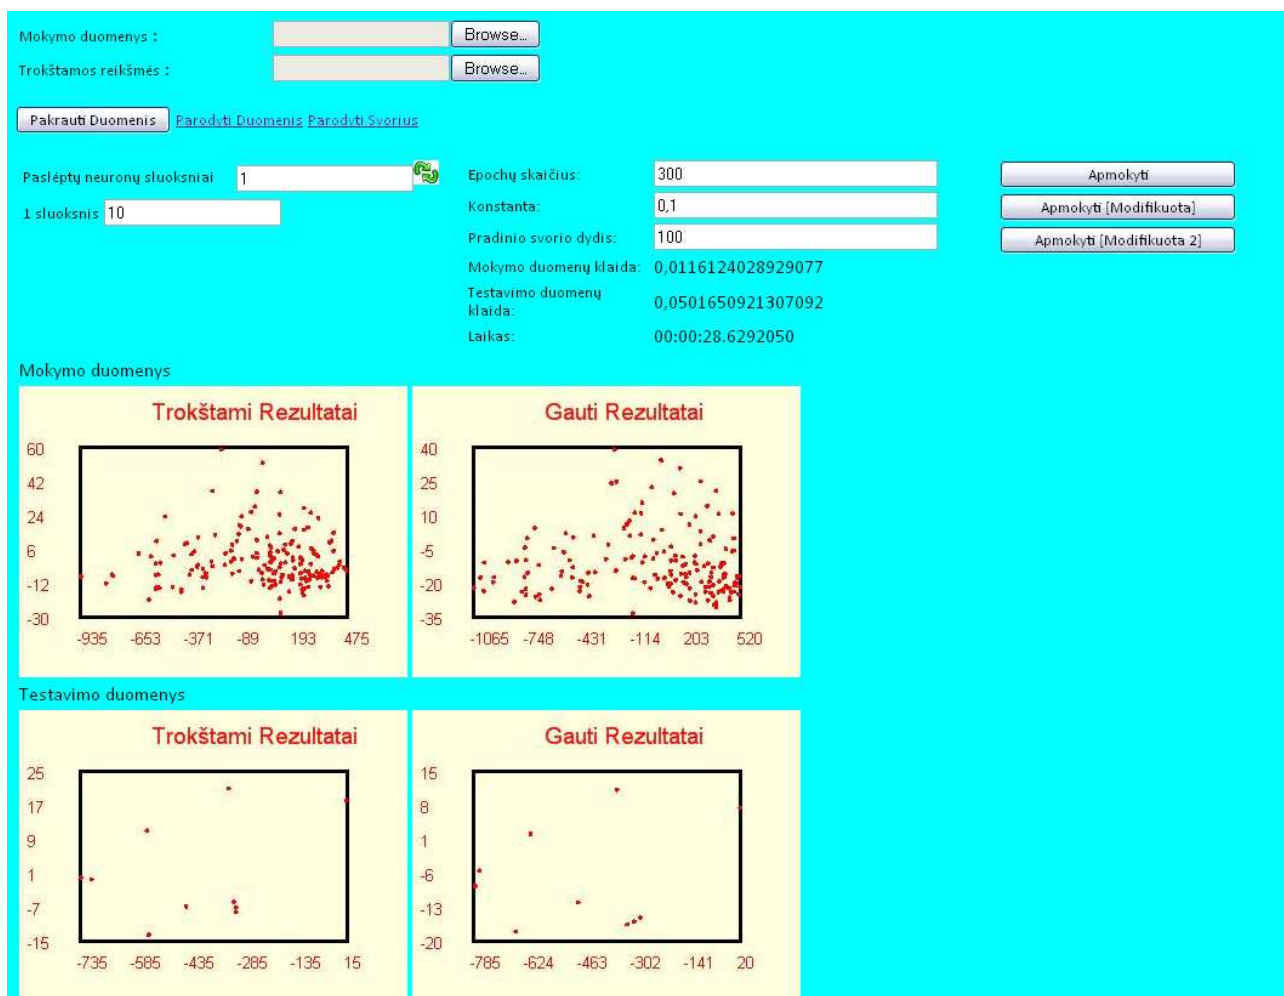 Mokymo duomenys :
Browse...
Trokštamos reikšmės :
Browse...
Pakrauti Duomenis Parodyti Duomenis Parodyti Svorius
Paslėptų neuronų sluoksniai 1
1 sluoksnis 10
Epochų skaičius: 300
Konstanta: 0,1
Pradinio svorio dydis: 100
Mokymo duomenų klaida: 0,0116124028929077
Testavimo duomenų
klaida: 0,0501650921307092
Laikas: 00:00:28.6292050
Apmokyti
Apmokyti [Modifikuota]
Apmokyti [Modifikuota 2]
Mokymo duomenys
Trokštami Rezultatai
60
42
24
6
-12
-30
-935 -653 -371 -89 193 475
Gauti Rezultatai
40
25
10
-5
-20
-35
-1065 -748 -431 -114 203 520
Testavimo duomenys
Trokštami Rezultatai
25
17
9
1
-7
-15
-735 -585 -435 -285 -135 15
Gauti Rezultatai
15
8
1
-6
-13
-20
-785 -624 -463 -302 -141 20